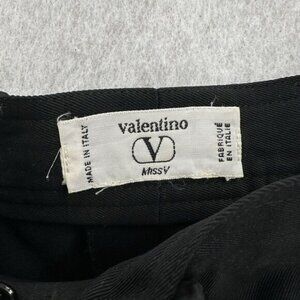 MADE IN ITALY
valentino
V
MissV
FABRIQUÉ
EN ITALIE